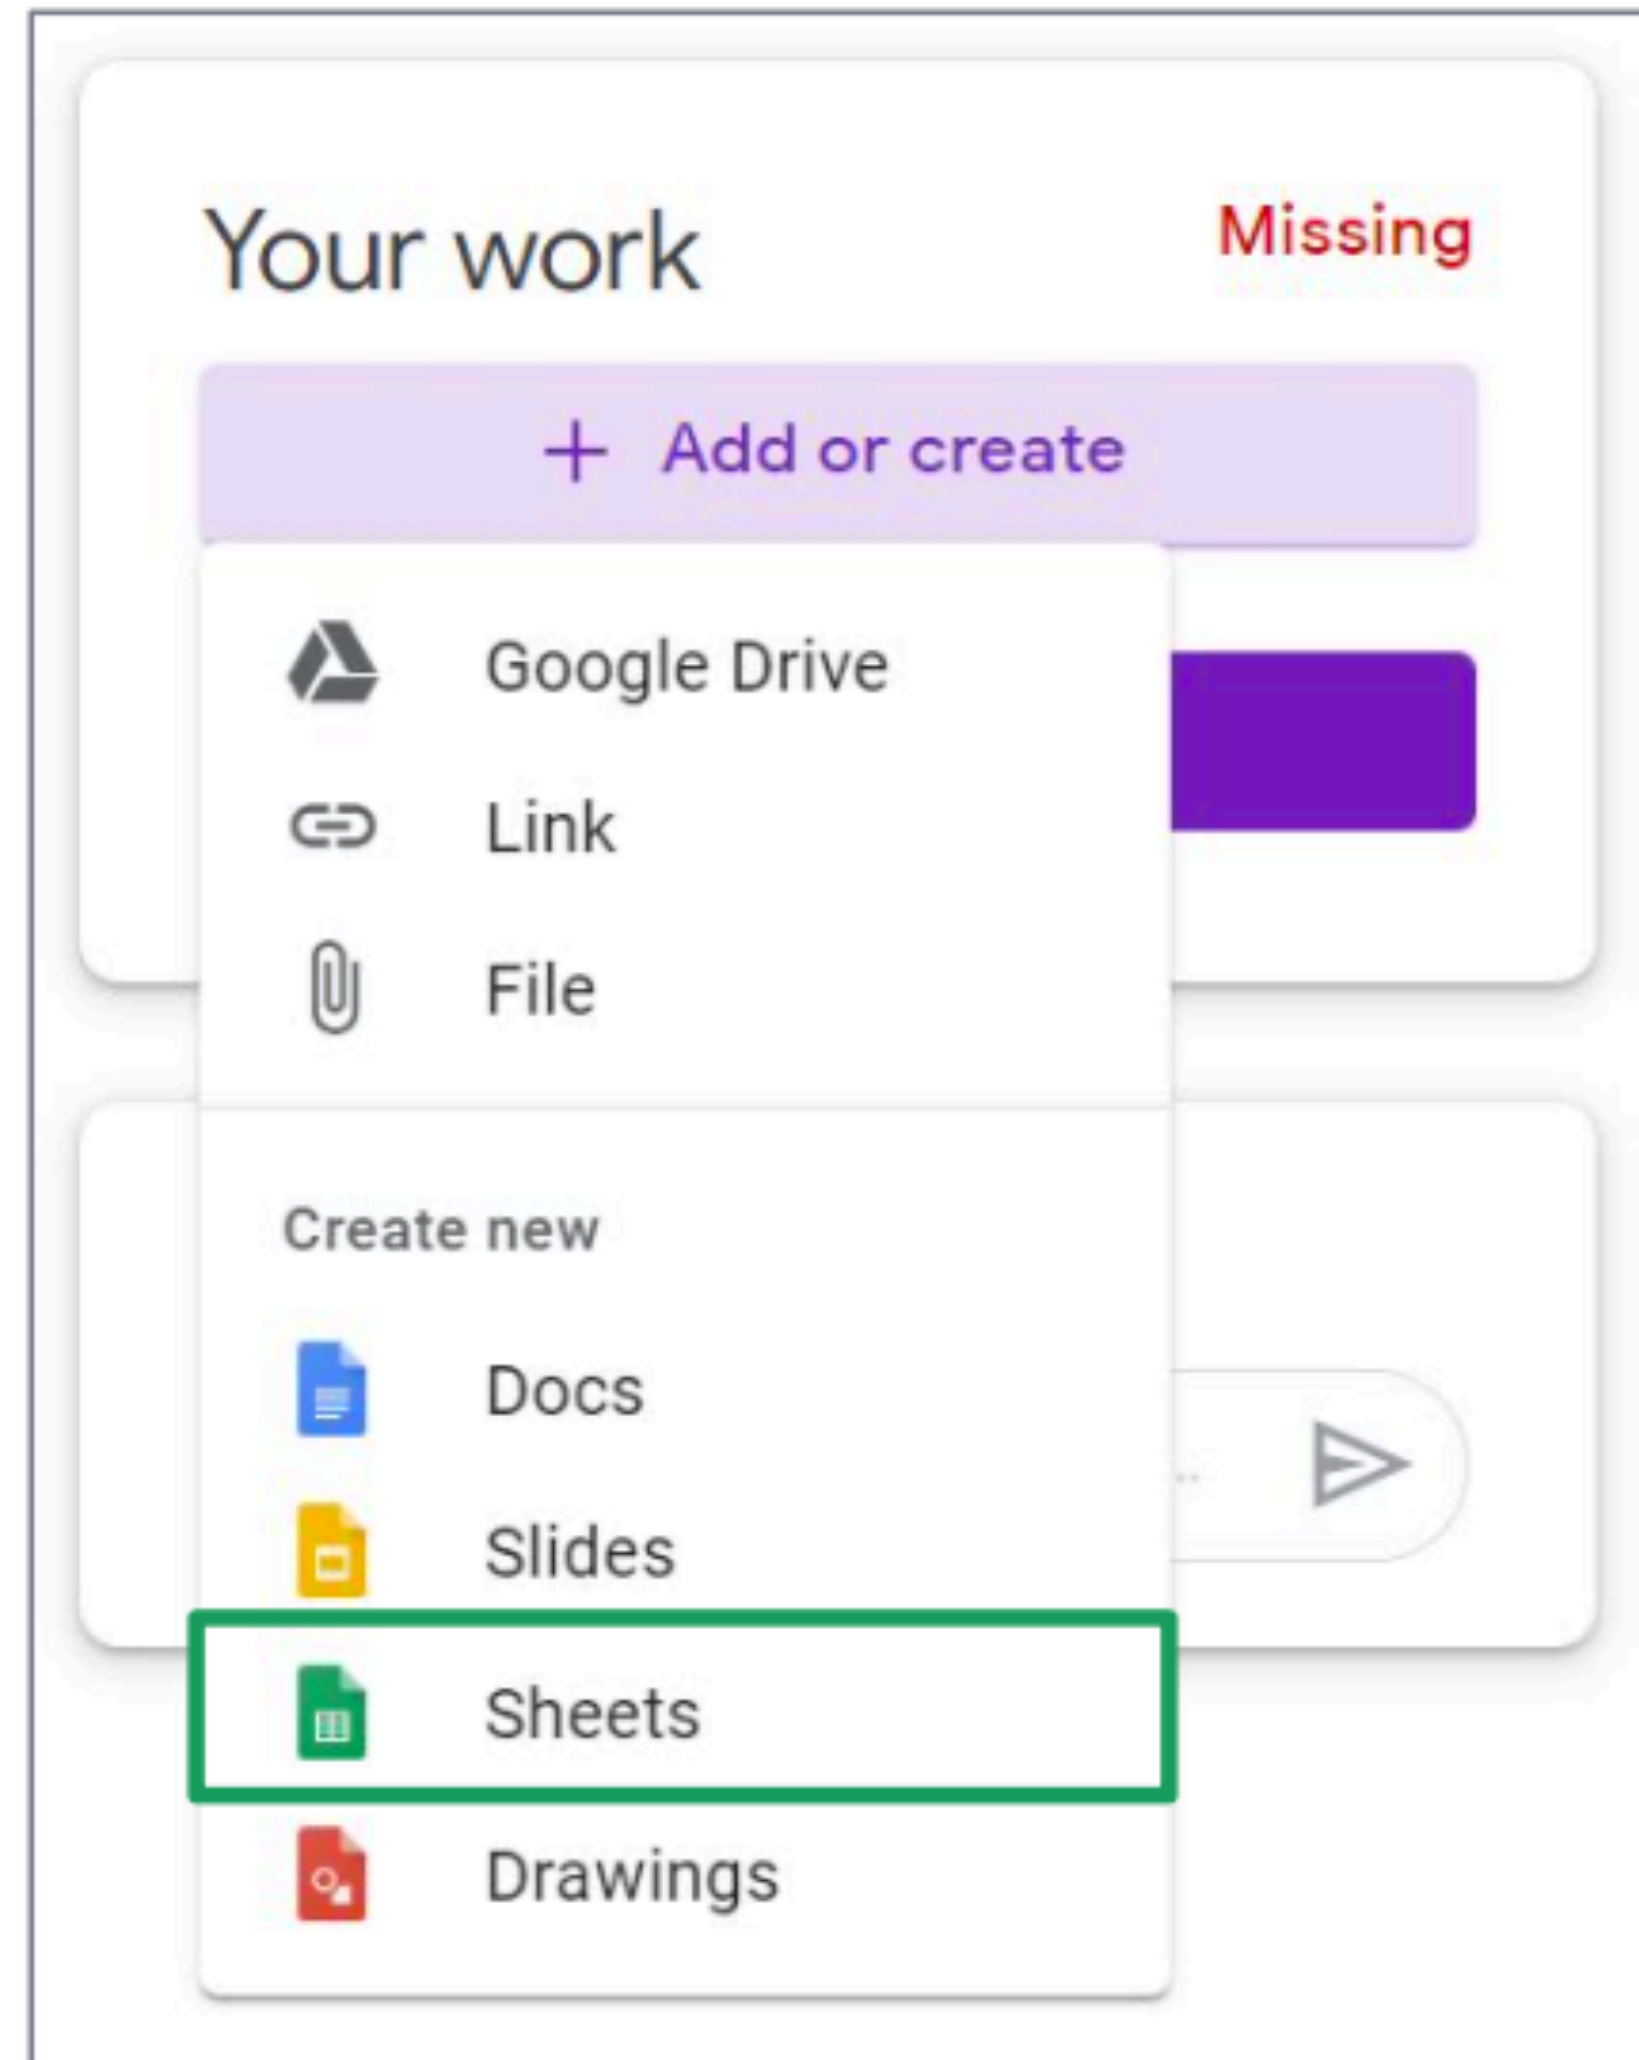 Your work
Missing
+ Add or create
Google Drive
Link
File
Create new
Docs
Slides
Sheets
Drawings